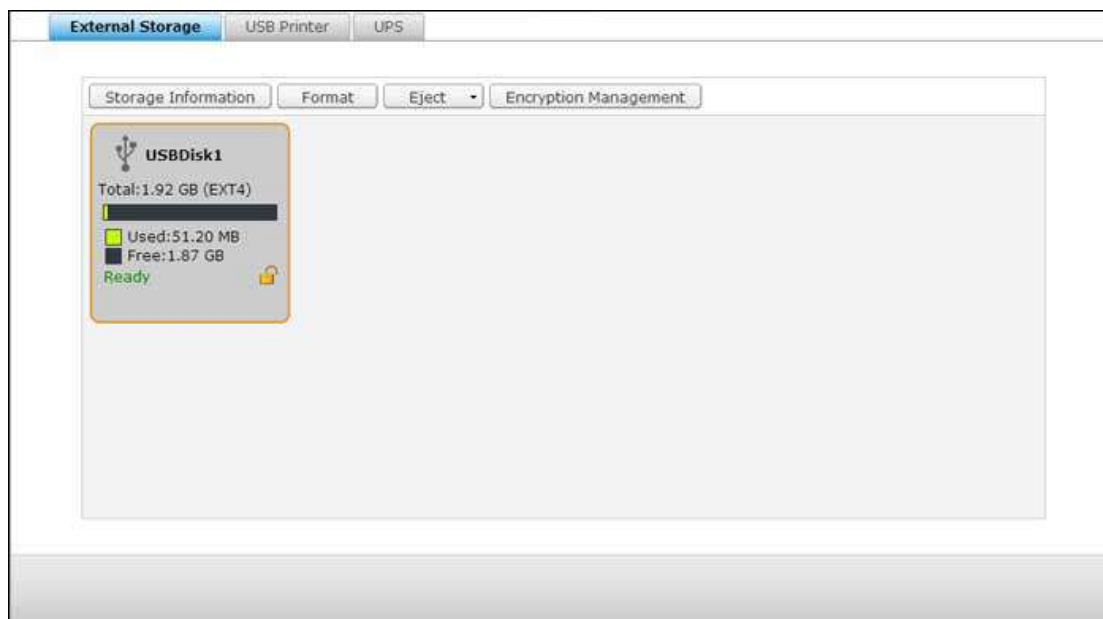 External Storage USB Printer UPS
Storage Information Format Eject Encryption Management
USBDisk1
Total:1.92 GB (EXT4)
Used:51.20 MB
Free:1.87 GB
Ready